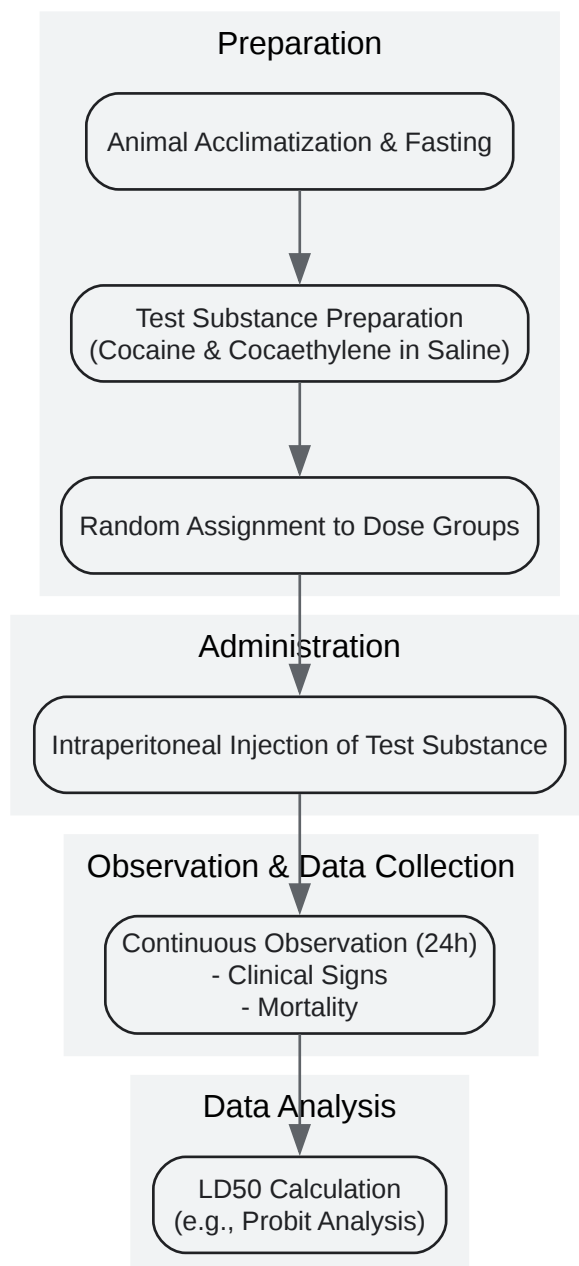 Preparation
Animal Acclimatization & Fasting
Test Substance Preparation
(Cocaine & Cocaethylene in Saline)
Random Assignment to Dose Groups
Administration
Intraperitoneal Injection of Test Substance
Observation & Data Collection
Continuous Observation (24h)
- Clinical Signs
- Mortality
Data Analysis
LD50 Calculation
(e.g., Probit Analysis)